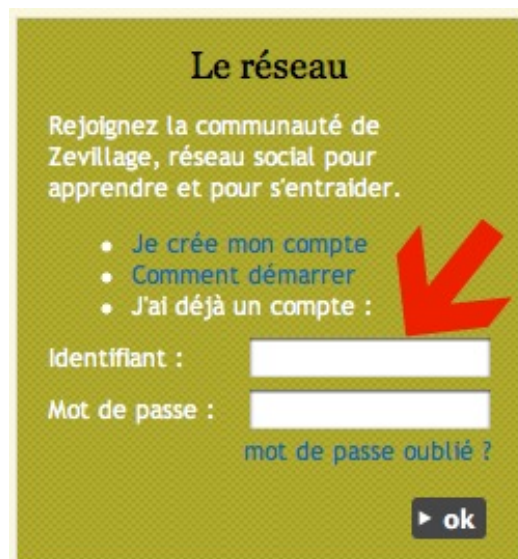 Le réseau
Rejoignez la communauté de
Zevillage, réseau social pour
apprendre et pour s'entraider.
Je crée mon compte
Comment démarrer
J'ai déjà un compte :
Identifiant :
Mot de passe :
mot de passe oublié ?
ok